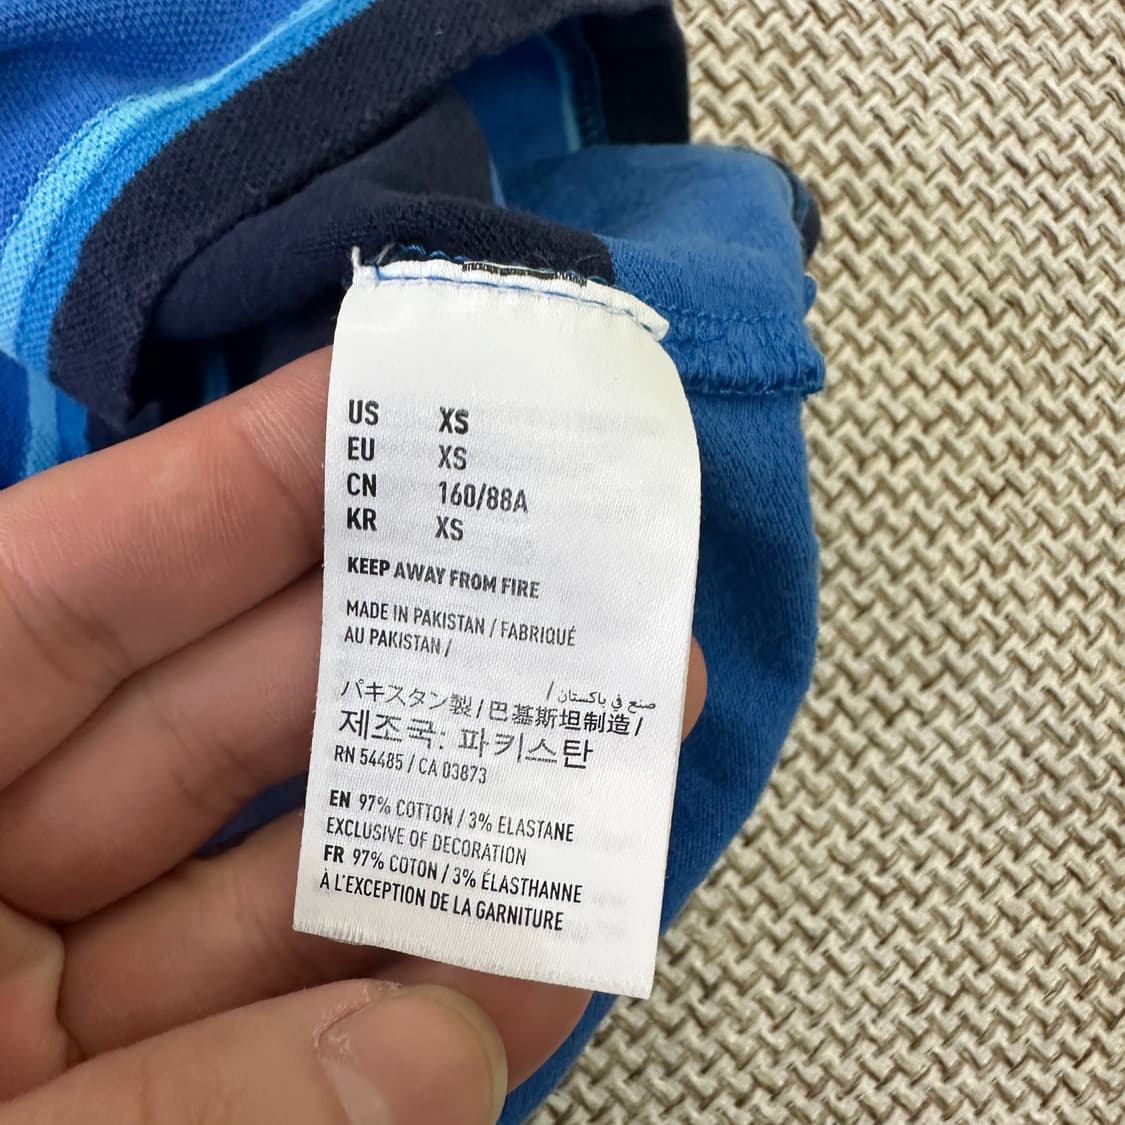 US XS
EU XS
CN 160/88A
KR XS
KEEP AWAY FROM FIRE
MADE IN PAKISTAN / FABRIQUÉ
AU PAKISTAN /
صنع في باكستان /
パキスタン製 / 巴基斯坦制造 /
제조국: 파키스탄
RN 54485 / CA 03873
EN 97% COTTON / 3% ELASTANE
EXCLUSIVE OF DECORATION
FR 97% COTON / 3% ÉLASTHANNE
À L'EXCEPTION DE LA GARNITURE